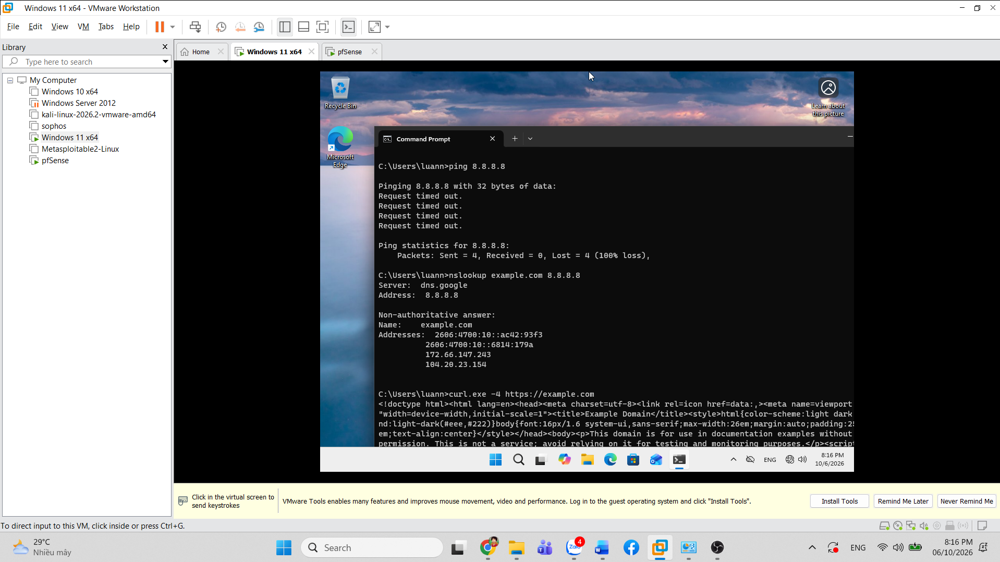 Windows 11 x64 - VMware Workstation
File Edit View VM Tabs Help
Library
Type here to search
My Computer
Windows 10 x64
Windows Server 2012
kali-linux-2026.2-vmware-amd64
sophos
Windows 11 x64
Metasploitable2-Linux
pfSense
Home
Windows 11 x64
pfSense
Recycle Bin
Learn about
this picture
Microsoft
Edge
Command Prompt
C:\Users\luann>ping 8.8.8.8
Pinging 8.8.8.8 with 32 bytes of data:
Request timed out.
Request timed out.
Request timed out.
Request timed out.
Ping statistics for 8.8.8.8:
Packets: Sent = 4, Received = 0, Lost = 4 (100% loss),
C:\Users\luann>nslookup example.com 8.8.8.8
Server: dns.google
Address: 8.8.8.8
Non-authoritative answer:
Name: example.com
Addresses: 2606:4700:10::ac42:93f3
2606:4700:10::6814:179a
172.66.147.243
104.20.23.154
C:\Users\luann>curl.exe -4 https://example.com
<!doctype html><html lang=en><head><meta charset=utf-8><link rel=icon href=data:,><meta name=viewport
"width=device-width,initial-scale=1"><title>Example Domain</title><style>html{color-scheme:light dark
nd:light-dark(#eee,#222)}body{font:16px/1.6 system-ui,sans-serif;max-width:26em;margin:auto;padding:25
em;text-align:center}</style></head><body><p>This domain is for use in documentation examples without
permission. This is not a service; avoid relying on it for testing and monitoring purposes.</p><script
ENG
8:16 PM
10/6/2026
Click in the virtual screen to
send keystrokes
VMware Tools enables many features and improves mouse movement, video and performance. Log in to the guest operating system and click "Install Tools".
Install Tools
Remind Me Later
Never Remind Me
To direct input to this VM, click inside or press Ctrl+G.
29°C
Nhiều mây
Search
Zalo
4
ENG
8:16 PM
06/10/2026